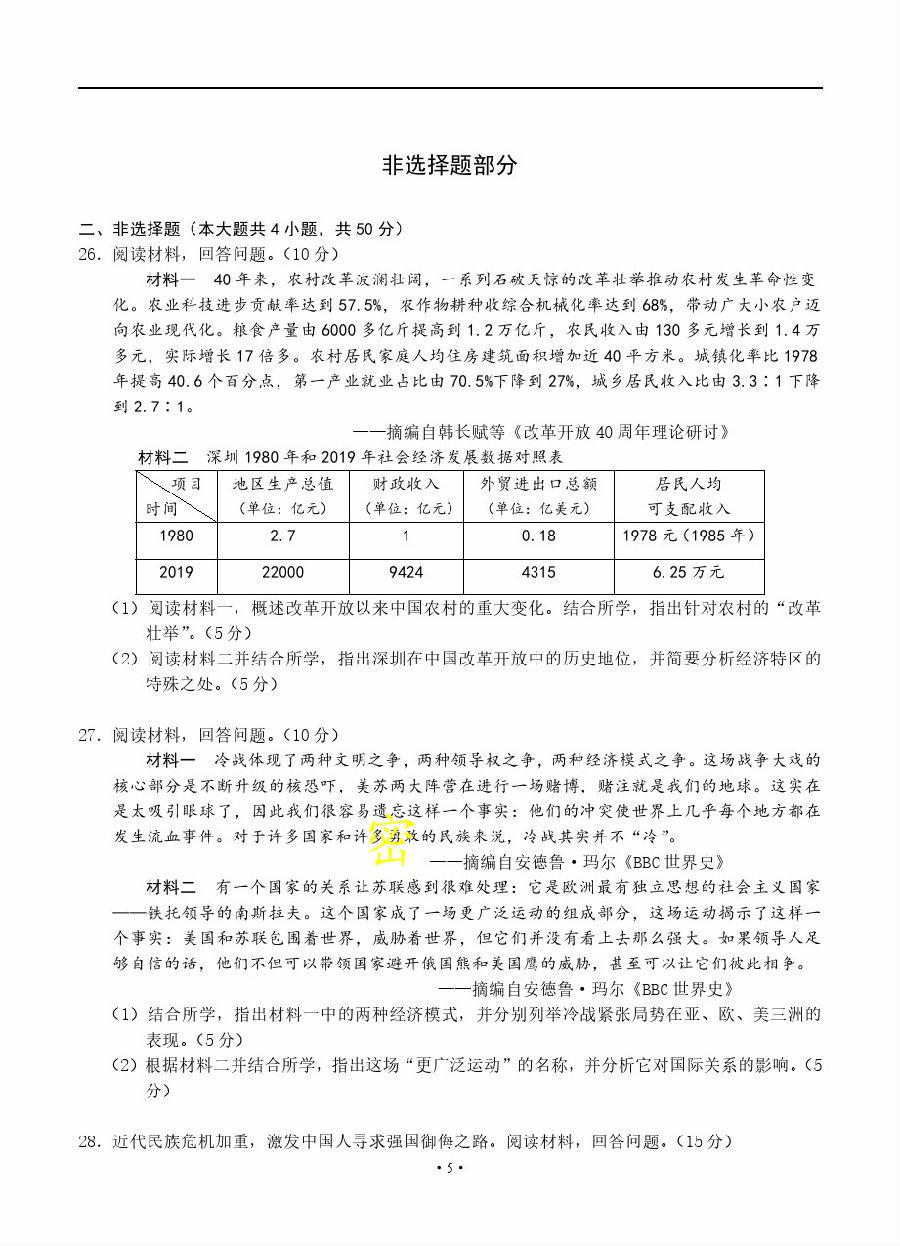 非选择题部分
二、非选择题（本大题共 4 小题，共 50 分）
26．阅读材料，回答问题。（10 分）
材料一　40 年来，农村改革波澜壮阔，一系列石破天惊的改革壮举推动农村发生革命性变
化。农业科技进步贡献率达到 57.5%，农作物耕种收综合机械化率达到 68%，带动广大小农户迈
向农业现代化。粮食产量由 6000 多亿斤提高到 1.2 万亿斤，农民收入由 130 多元增长到 1.4 万
多元，实际增长 17 倍多。农村居民家庭人均住房建筑面积增加近 40 平方米。城镇化率比 1978
年提高 40.6 个百分点，第一产业就业占比由 70.5%下降到 27%，城乡居民收入比由 3.3∶1 下降
到 2.7∶1。
——摘编自韩长赋等《改革开放 40 周年理论研讨》
材料二　深圳 1980 年和 2019 年社会经济发展数据对照表
项目 地区生产总值 财政收入 外贸进出口总额 居民人均
时间 （单位：亿元） （单位：亿元） （单位：亿美元） 可支配收入
1980 2.7 1 0.18 1978 元（1985 年）
2019 22000 9424 4315 6.25 万元
（1）阅读材料一，概述改革开放以来中国农村的重大变化。结合所学，指出针对农村的“改革
壮举”。（5 分）
（2）阅读材料二并结合所学，指出深圳在中国改革开放中的历史地位，并简要分析经济特区的
特殊之处。（5 分）
27．阅读材料，回答问题。（10 分）
材料一　冷战体现了两种文明之争，两种领导权之争，两种经济模式之争。这场战争大戏的
核心部分是不断升级的核恐吓，美苏两大阵营在进行一场赌博，赌注就是我们的地球。这实在
是太吸引眼球了，因此我们很容易遗忘这样一个事实：他们的冲突使世界上几乎每个地方都在
发生流血事件。对于许多国家和许多勇敢的民族来说，冷战其实并不“冷”。
密
——摘编自安德鲁·玛尔《BBC 世界史》
材料二　有一个国家的关系让苏联感到很难处理：它是欧洲最有独立思想的社会主义国家
——铁托领导的南斯拉夫。这个国家成了一场更广泛运动的组成部分，这场运动揭示了这样一
个事实：美国和苏联包围着世界，威胁着世界，但它们并没有看上去那么强大。如果领导人足
够自信的话，他们不但可以带领国家避开俄国熊和美国鹰的威胁，甚至可以让它们彼此相争。
——摘编自安德鲁·玛尔《BBC 世界史》
（1）结合所学，指出材料一中的两种经济模式，并分别列举冷战紧张局势在亚、欧、美三洲的
表现。（5 分）
（2）根据材料二并结合所学，指出这场“更广泛运动”的名称，并分析它对国际关系的影响。（5
分）
28．近代民族危机加重，激发中国人寻求强国御侮之路。阅读材料，回答问题。（15 分）
·5·